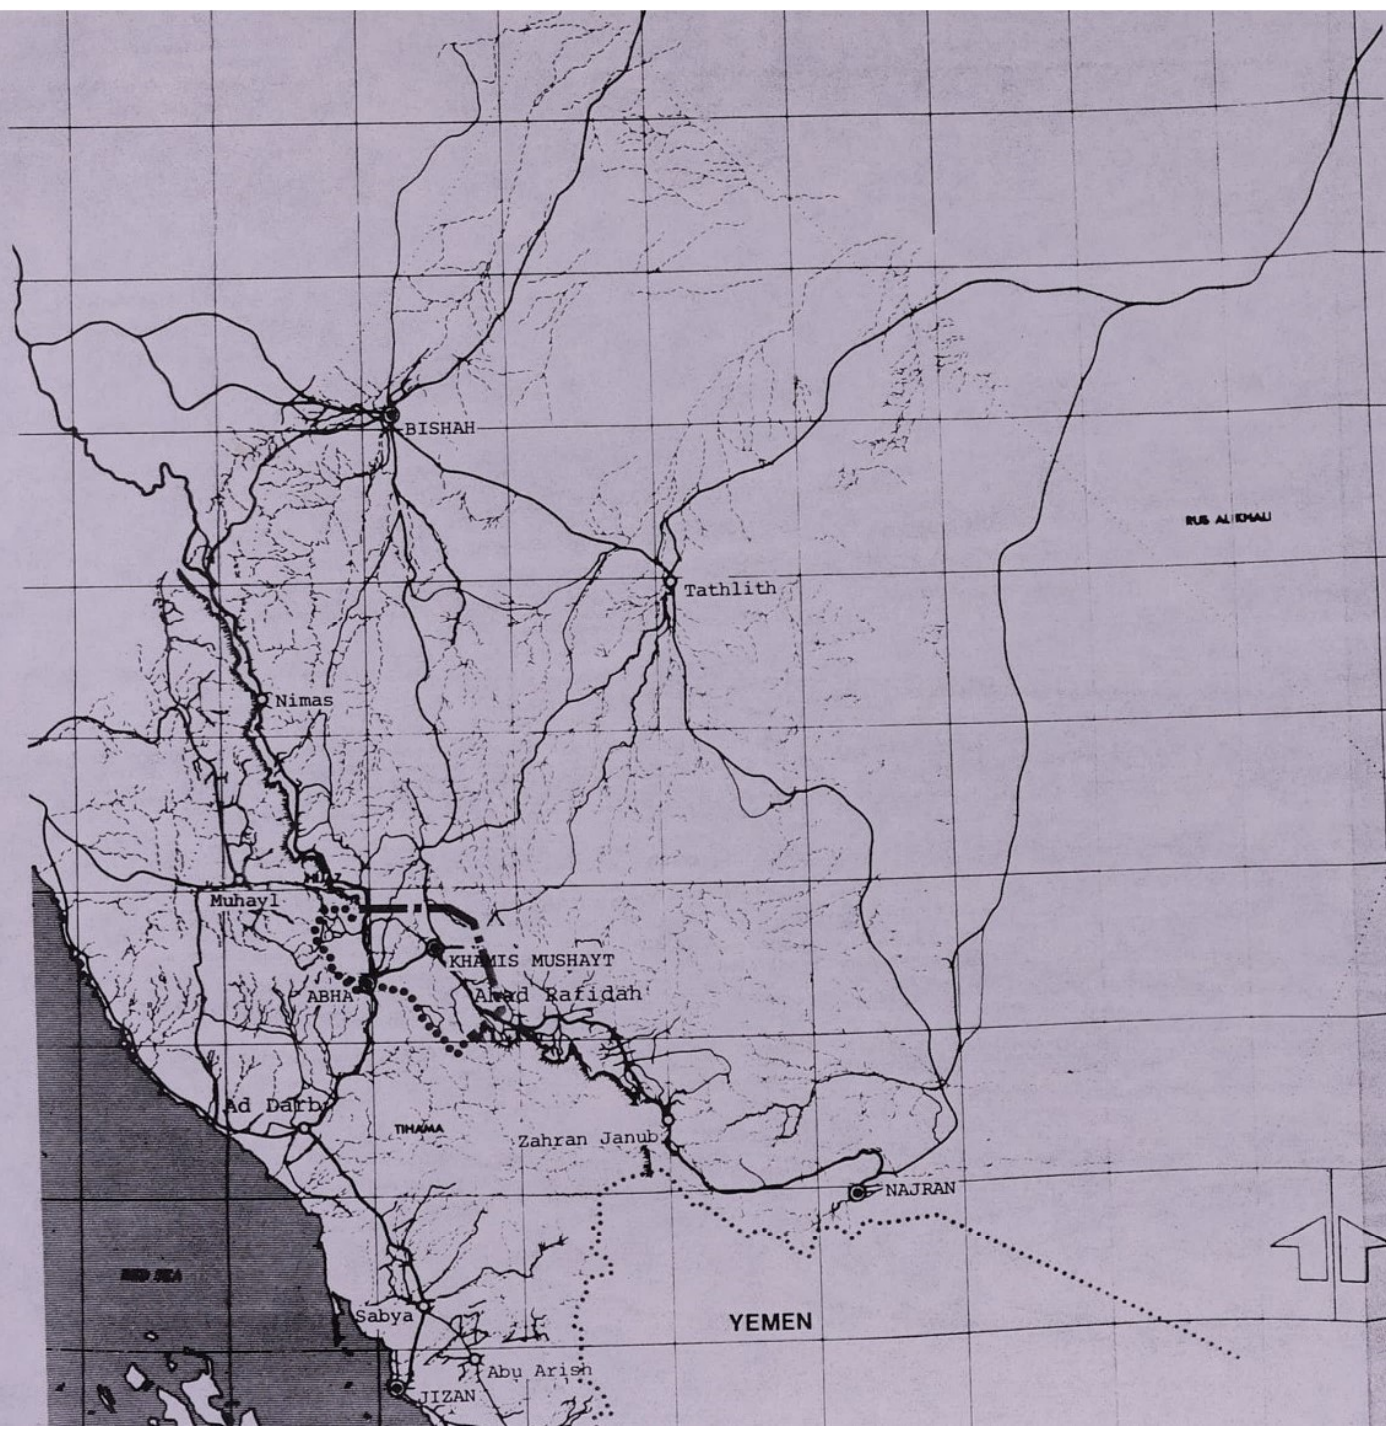 BISHAH
RUB AL KHALI
Tathlith
Nimas
Muhayl
KHAMIS MUSHAYT
ABHA
Ahad Rafidah
Ad Darb
TIHAMA
Zahran Janub
NAJRAN
RED SEA
Sabya
YEMEN
Abu Arish
JIZAN